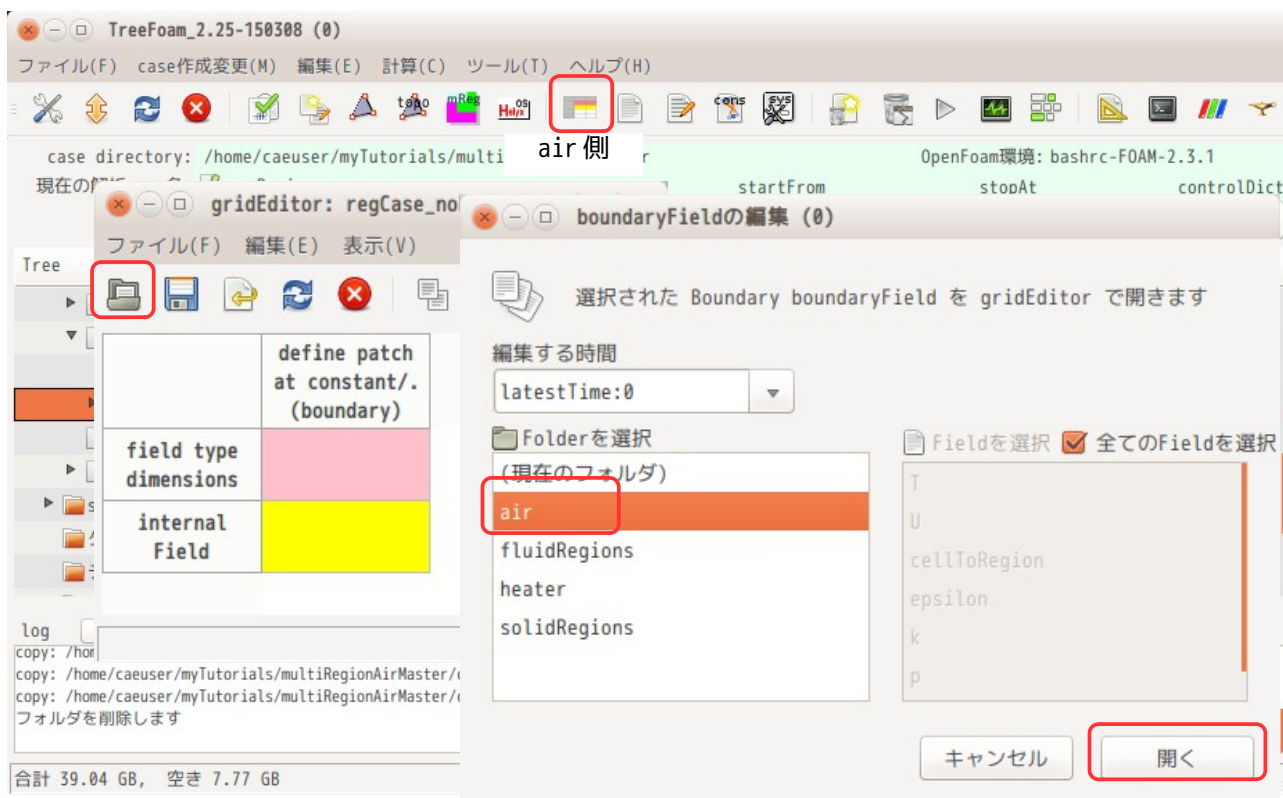 TreeFoam_2.25-150308 (0)
ファイル(F) case作成変更(M) 編集(E) 計算(C) ツール(T) ヘルプ(H)
topo mReg Helyx OS cons SYS
air側
case directory: /home/caeuser/myTutorials/multi r OpenFoam環境: bashrc-FOAM-2.3.1
現在の解析 startFrom stopAt controlDict
gridEditor: regCase_no
ファイル(F) 編集(E) 表示(V)
Tree
define patch
at constant/.
(boundary)
field type
dimensions
internal
Field
boundaryFieldの編集 (0)
選択された Boundary boundaryField を gridEditor で開きます
編集する時間
latestTime:0
Folderを選択
(現在のフォルダ)
air
fluidRegions
heater
solidRegions
Fieldを選択 全てのFieldを選択
T
U
cellToRegion
epsilon
k
p
キャンセル 開く
log
copy: /hom
copy: /home/caeuser/myTutorials/multiRegionAirMaster/
copy: /home/caeuser/myTutorials/multiRegionAirMaster/
フォルダを削除します
合計 39.04 GB, 空き 7.77 GB